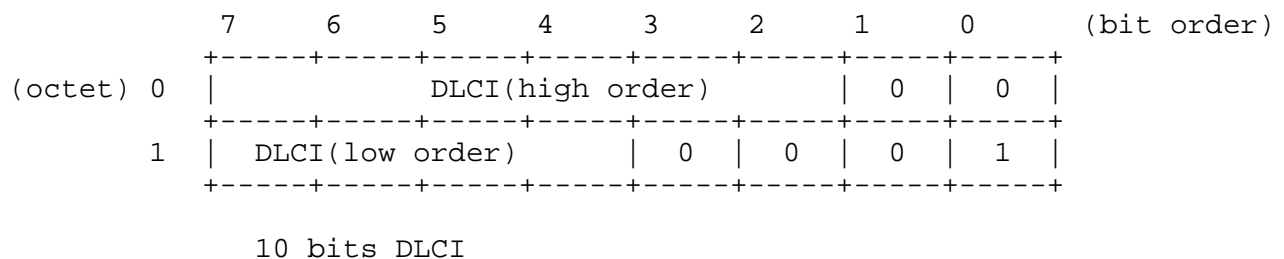 7     6     5     4     3     2     1     0     (bit order)
           +-----+-----+-----+-----+-----+-----+-----+-----+
(octet) 0  |            DLCI(high order)       |  0  |  0  |
           +-----+-----+-----+-----+-----+-----+-----+-----+
        1  |  DLCI(low order)      |  0  |  0  |  0  |  1  |
           +-----+-----+-----+-----+-----+-----+-----+-----+
              10 bits DLCI